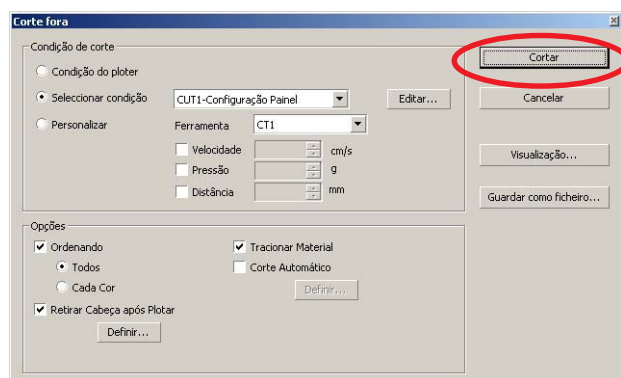 Corte fora
Condição de corte
Condição do ploter
Seleccionar condição
CUT1-Configuração Painel
Editar...
Personalizar
Ferramenta
CT1
Velocidade
cm/s
Pressão
g
Distância
mm
Cortar
Cancelar
Visualização...
Guardar como ficheiro...
Opções
Ordenando
Todos
Cada Cor
Retirar Cabeça após Plotar
Definir...
Tracionar Material
Corte Automático
Definir...